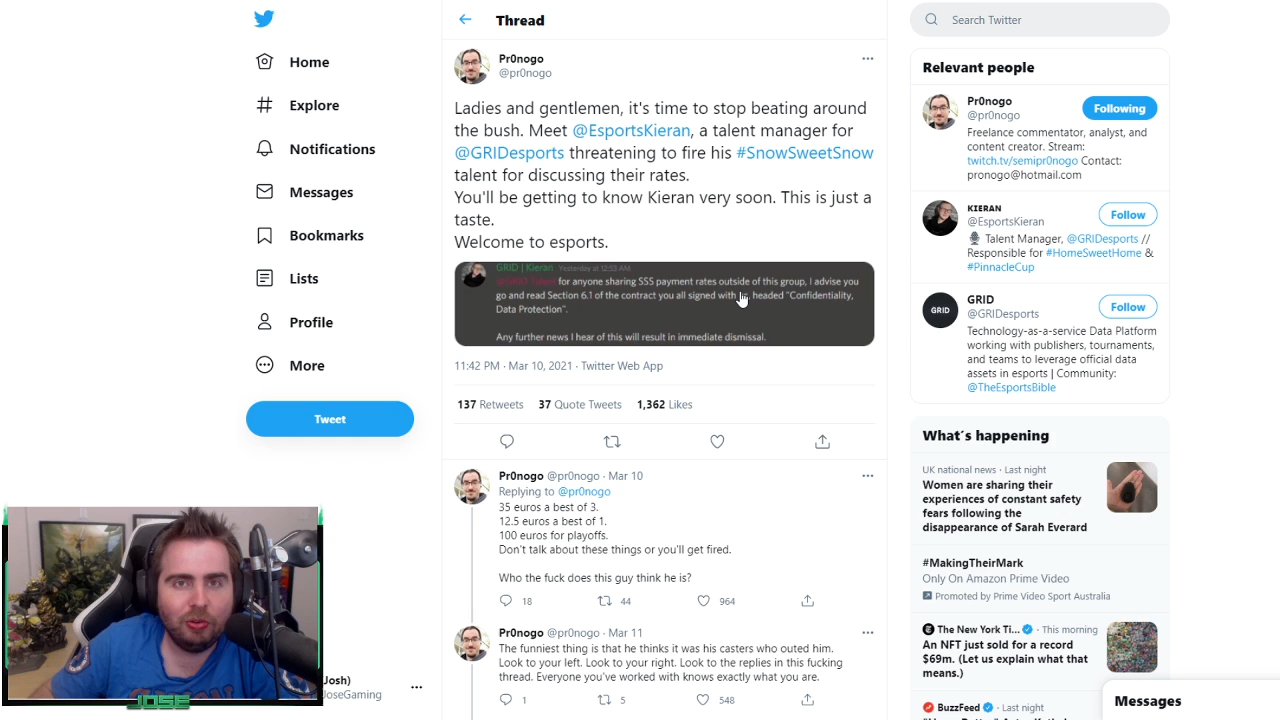 Home
Explore
Notifications
Messages
Bookmarks
Lists
Profile
More
Tweet
Josh)
JoseGaming
JOSE
Thread
Pr0nogo
@pr0nogo
Ladies and gentlemen, it's time to stop beating around
the bush. Meet @EsportsKieran, a talent manager for
@GRIDesports threatening to fire his #SnowSweetSnow
talent for discussing their rates.
You'll be getting to know Kieran very soon. This is just a
taste.
Welcome to esports.
GRID | Kieran Yesterday at 12:53 AM
for anyone sharing SSS payment rates outside of this group, I advise you
go and read Section 6.1 of the contract you all signed with us, headed "Confidentiality,
Data Protection".
Any further news I hear of this will result in immediate dismissal.
11:42 PM · Mar 10, 2021 · Twitter Web App
137 Retweets 37 Quote Tweets 1,362 Likes
Pr0nogo @pr0nogo · Mar 10
Replying to @pr0nogo
35 euros a best of 3.
12.5 euros a best of 1.
100 euros for playoffs.
Don't talk about these things or you'll get fired.
Who the fuck does this guy think he is?
18 44 964
Pr0nogo @pr0nogo · Mar 11
The funniest thing is that he thinks it was his casters who outed him.
Look to your left. Look to your right. Look to the replies in this fucking
thread. Everyone you've worked with knows exactly what you are.
1 5 548
Search Twitter
Relevant people
Pr0nogo
@pr0nogo
Following
Freelance commentator, analyst, and
content creator. Stream:
twitch.tv/semipr0nogo Contact:
pronogo@hotmail.com
KIERAN
@EsportsKieran
Follow
Talent Manager, @GRIDesports //
Responsible for #HomeSweetHome &
#PinnacleCup
GRID
GRID
@GRIDesports
Follow
Technology-as-a-service Data Platform
working with publishers, tournaments,
and teams to leverage official data
assets in esports | Community:
@TheEsportsBible
What´s happening
UK national news · Last night
Women are sharing their
experiences of constant safety
fears following the
disappearance of Sarah Everard
#MakingTheirMark
Only On Amazon Prime Video
Promoted by Prime Video Sport Australia
The New York Ti... · This morning
An NFT just sold for a record
$69m. (Let us explain what that
means.)
BuzzFeed · Last night
Messages